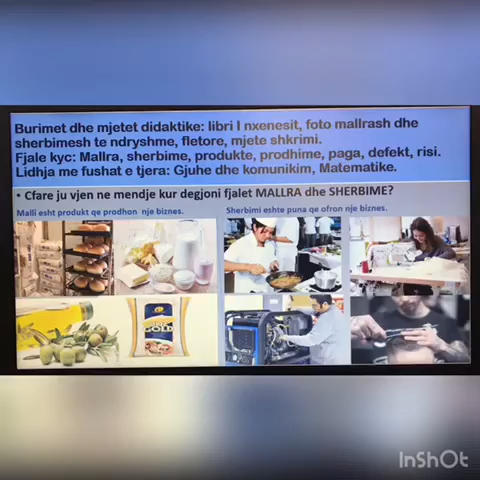 Burimet dhe mjetet didaktike: libri I nxenesit, foto mallrash dhe
sherbimesh te ndryshme, fletore, mjete shkrimi.
Fjale kyc: Mallra, sherbime, produkte, prodhime, paga, defekt, risi.
Lidhja me fushat e tjera: Gjuhe dhe komunikim, Matematike.
• Cfare ju vjen ne mendje kur degjoni fjalet MALLRA dhe SHERBIME?
Malli esht produkt qe prodhon nje biznes.
Sherbimi eshte puna qe ofron nje biznes.
GOLD
InShOt